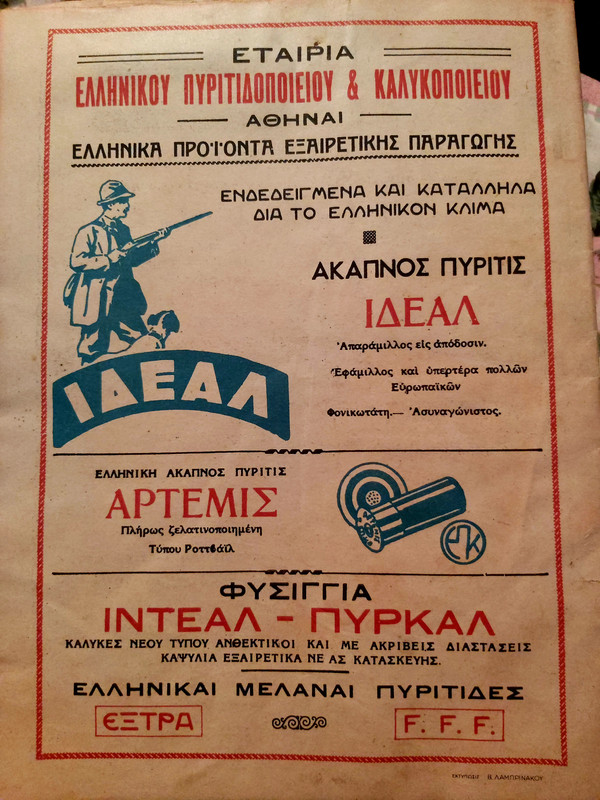 ΕΤΑΙΡΙΑ
ΕΛΛΗΝΙΚΟΥ ΠΥΡΙΤΙΔΟΠΟΙΕΙΟΥ & ΚΑΛΥΚΟΠΟΙΕΙΟΥ
ΑΘΗΝΑΙ
ΕΛΛΗΝΙΚΑ ΠΡΟΪΟΝΤΑ ΕΞΑΙΡΕΤΙΚΗΣ ΠΑΡΑΓΩΓΗΣ
ΕΝΔΕΔΕΙΓΜΕΝΑ ΚΑΙ ΚΑΤΑΛΛΗΛΑ
ΔΙΑ ΤΟ ΕΛΛΗΝΙΚΟΝ ΚΛΙΜΑ
ΑΚΑΠΝΟΣ ΠΥΡΙΤΙΣ
ΙΔΕΑΛ
Ἀπαράμιλλος εἰς ἀπόδοσιν.
Ἐφάμιλλος καὶ ὑπερτέρα πολλῶν
Εὐρωπαϊκῶν
Φονικωτάτη.— Ἀσυναγώνιστος.
ΙΔΕΑΛ
ΕΛΛΗΝΙΚΗ ΑΚΑΠΝΟΣ ΠΥΡΙΤΙΣ
ΑΡΤΕΜΙΣ
Πλήρως ζελατινοποιημένη
Τύπου Ροττβάϊλ
ΦΥΣΙΓΓΙΑ
ΙΝΤΕΑΛ - ΠΥΡΚΑΛ
ΚΑΛΥΚΕΣ ΝΕΟΥ ΤΥΠΟΥ ΑΝΘΕΚΤΙΚΟΙ ΚΑΙ ΜΕ ΑΚΡΙΒΕΙΣ ΔΙΑΣΤΑΣΕΙΣ
ΚΑΨΥΛΙΑ ΕΞΑΙΡΕΤΙΚΑ ΝΕΑΣ ΚΑΤΑΣΚΕΥΗΣ.
ΕΛΛΗΝΙΚΑΙ ΜΕΛΑΝΑΙ ΠΥΡΙΤΙΔΕΣ
ΕΞΤΡΑ
F. F. F.
ΕΚΤΥΠΩΣΙΣ Β. ΛΑΜΠΡΙΝΑΚΟΥ